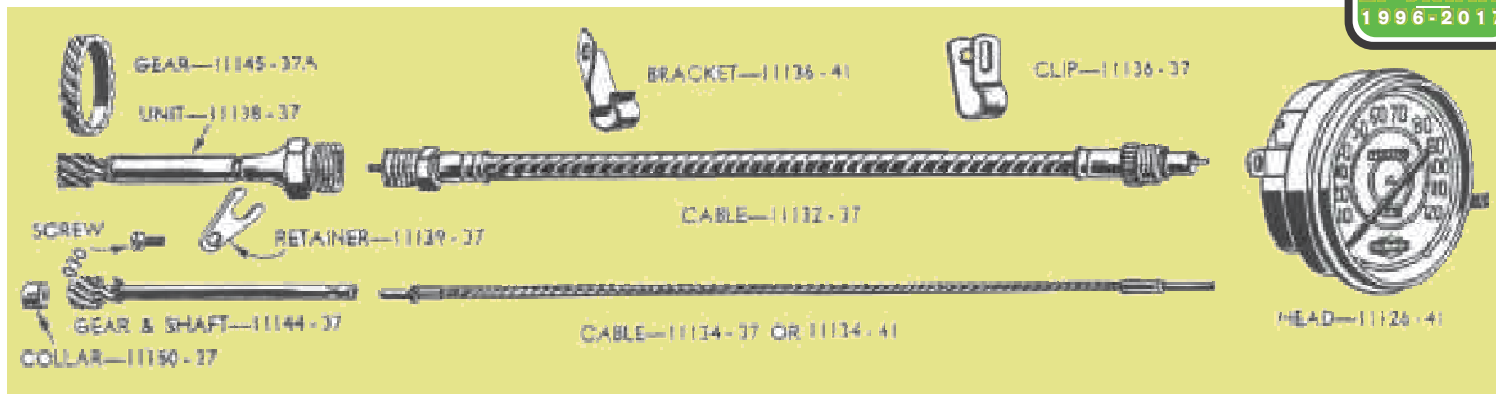 1996-2017
GEAR—11145-37A
BRACKET—11136-41
CLIP—11136-37
UNIT—11138-37
CABLE—11132-37
SCREW
RETAINER—11139-37
GEAR & SHAFT—11144-37
CABLE—11134-37 OR 11134-41
HEAD—11126-41
COLLAR—11150-37